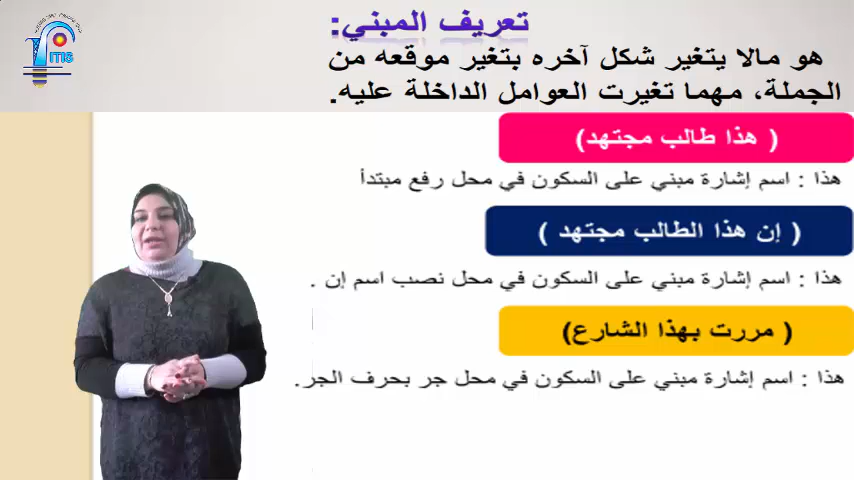 تعريف المبني:
هو مالا يتغير شكل آخره بتغير موقعه من
الجملة، مهما تغيرت العوامل الداخلة عليه.
( هذا طالب مجتهد)
هذا : اسم إشارة مبني على السكون في محل رفع مبتدأ
( إن هذا الطالب مجتهد )
هذا : اسم إشارة مبني على السكون في محل نصب اسم إن .
( مررت بهذا الشارع)
هذا : اسم إشارة مبني على السكون في محل جر بحرف الجر.
ITIS